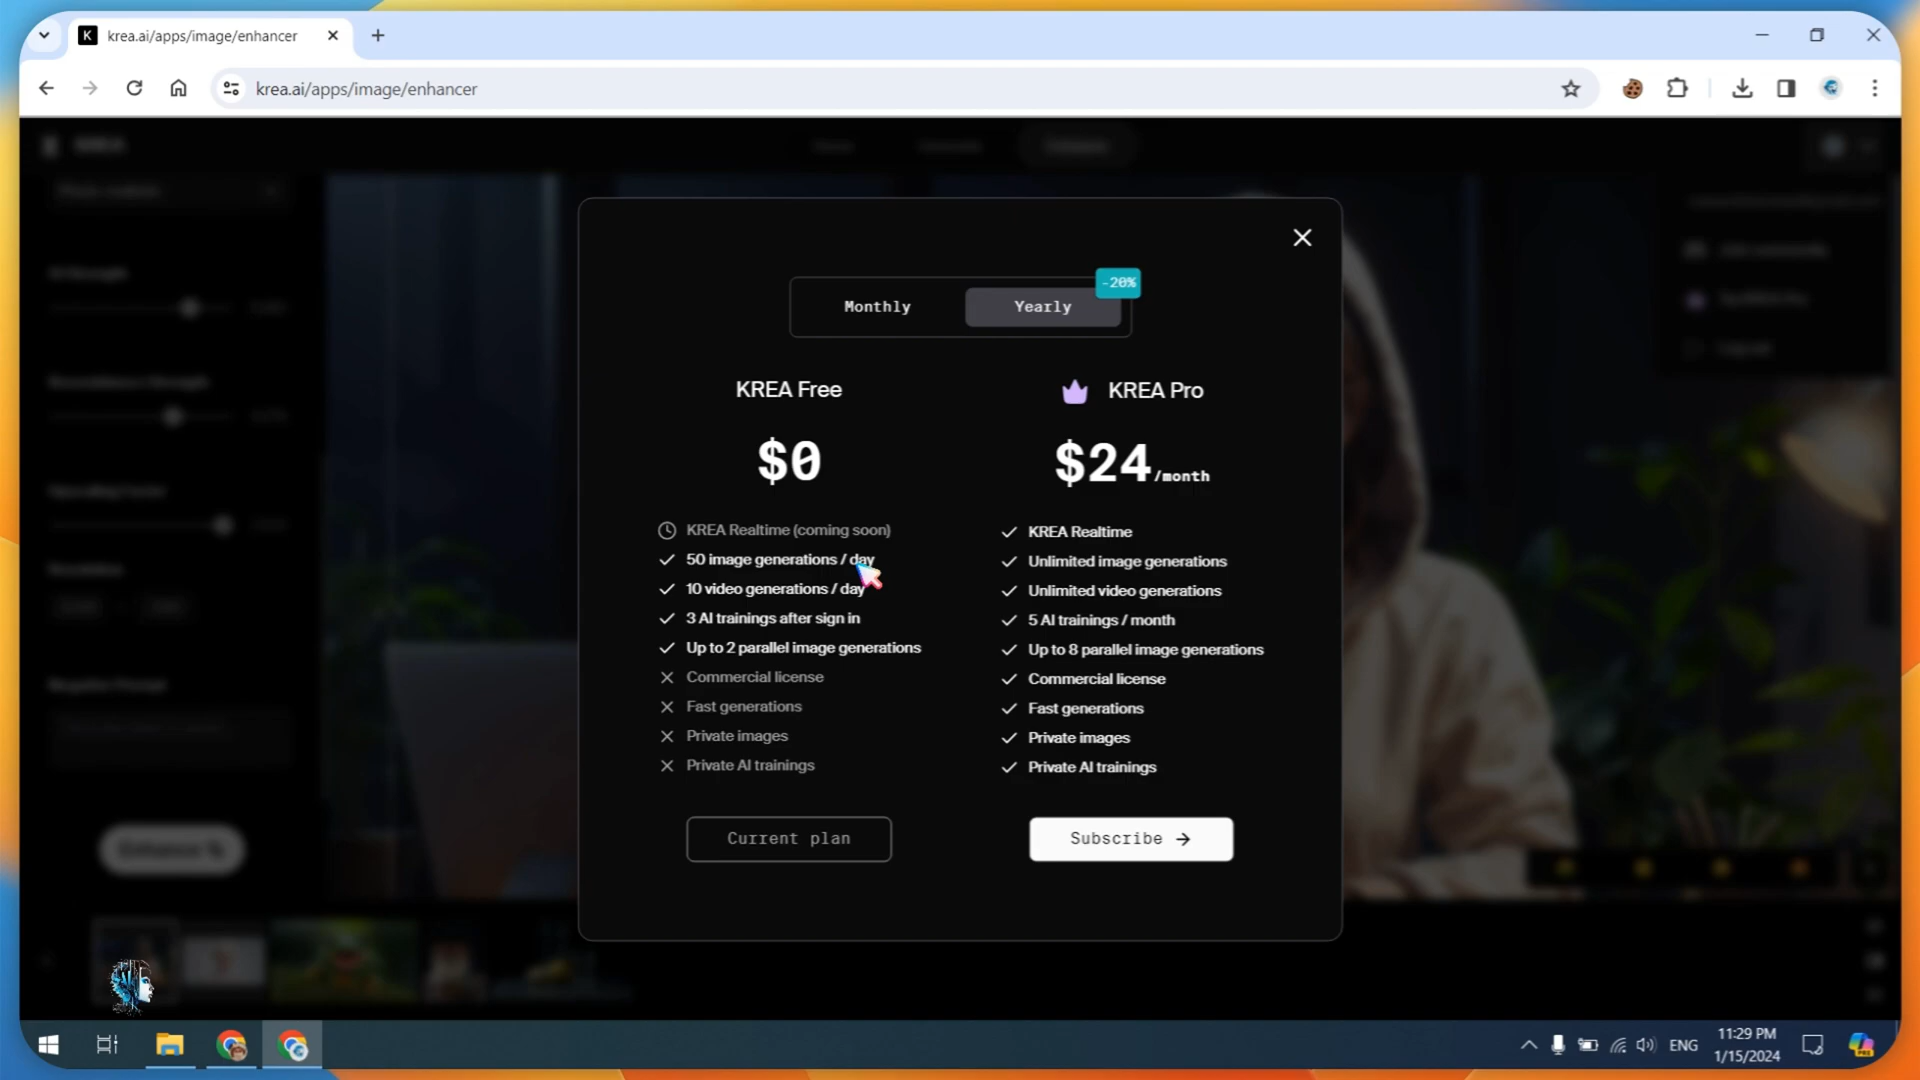 krea.ai/apps/image/enhancer
krea.ai/apps/image/enhancer
KREA
-20%
Monthly
Yearly
KREA Free
KREA Pro
$0
$24/month
KREA Realtime (coming soon)
50 image generations / day
10 video generations / day
3 AI trainings after sign in
Up to 2 parallel image generations
Commercial license
Fast generations
Private images
Private AI trainings
Current plan
KREA Realtime
Unlimited image generations
Unlimited video generations
5 AI trainings / month
Up to 8 parallel image generations
Commercial license
Fast generations
Private images
Private AI trainings
Subscribe →
ENG
11:29 PM
1/15/2024